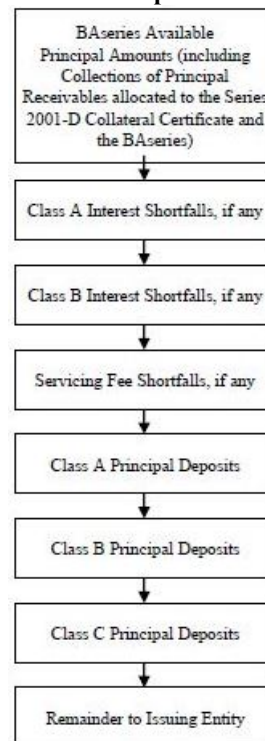 BAseries Available
Principal Amounts (including
Collections of Principal
Receivables allocated to the Series
2001-D Collateral Certificate and
the BAseries)
Class A Interest Shortfalls, if any
Class B Interest Shortfalls, if any
Servicing Fee Shortfalls, if any
Class A Principal Deposits
Class B Principal Deposits
Class C Principal Deposits
Remainder to Issuing Entity